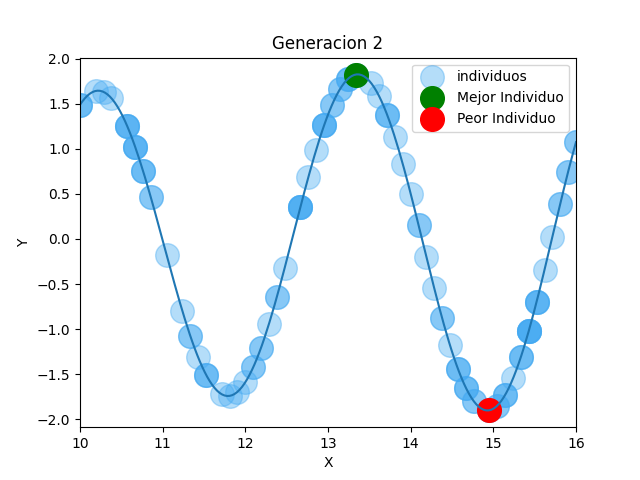 Generacion 2
individuos
Mejor Individuo
Peor Individuo
Y
2.0
1.5
1.0
0.5
0.0
−0.5
−1.0
−1.5
−2.0
10 11 12 13 14 15 16
X